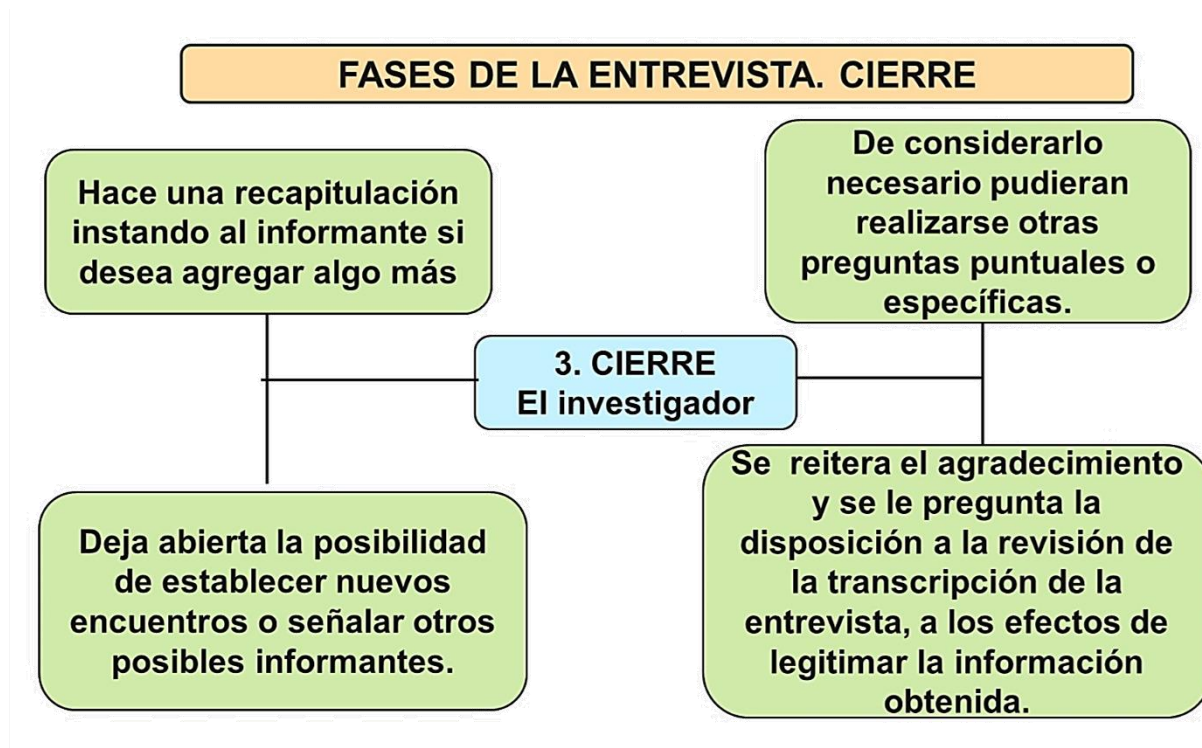 FASES DE LA ENTREVISTA. CIERRE
Hace una recapitulación
instando al informante si
desea agregar algo más
De considerarlo
necesario pudieran
realizarse otras
preguntas puntuales o
específicas.
3. CIERRE
El investigador
Deja abierta la posibilidad
de establecer nuevos
encuentros o señalar otros
posibles informantes.
Se reitera el agradecimiento
y se le pregunta la
disposición a la revisión de
la transcripción de la
entrevista, a los efectos de
legitimar la información
obtenida.